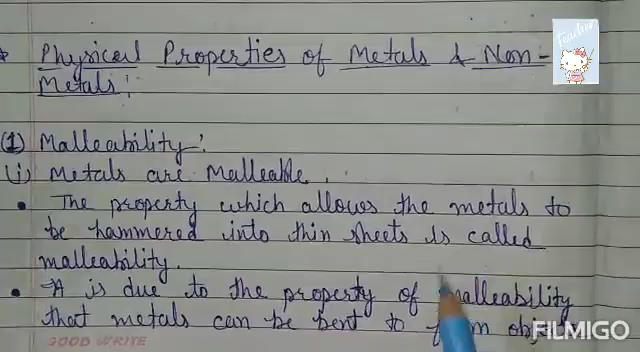 Physical Properties of Metals & Non-
Metals:
(1) Malleability:
(i) Metals are Malleable.
• The property which allows the metals to
be hammered into thin sheets is called
malleability.
• It is due to the property of malleability
that metals can be bent to form
GOOD WRITE
Teacher
FILMIGO